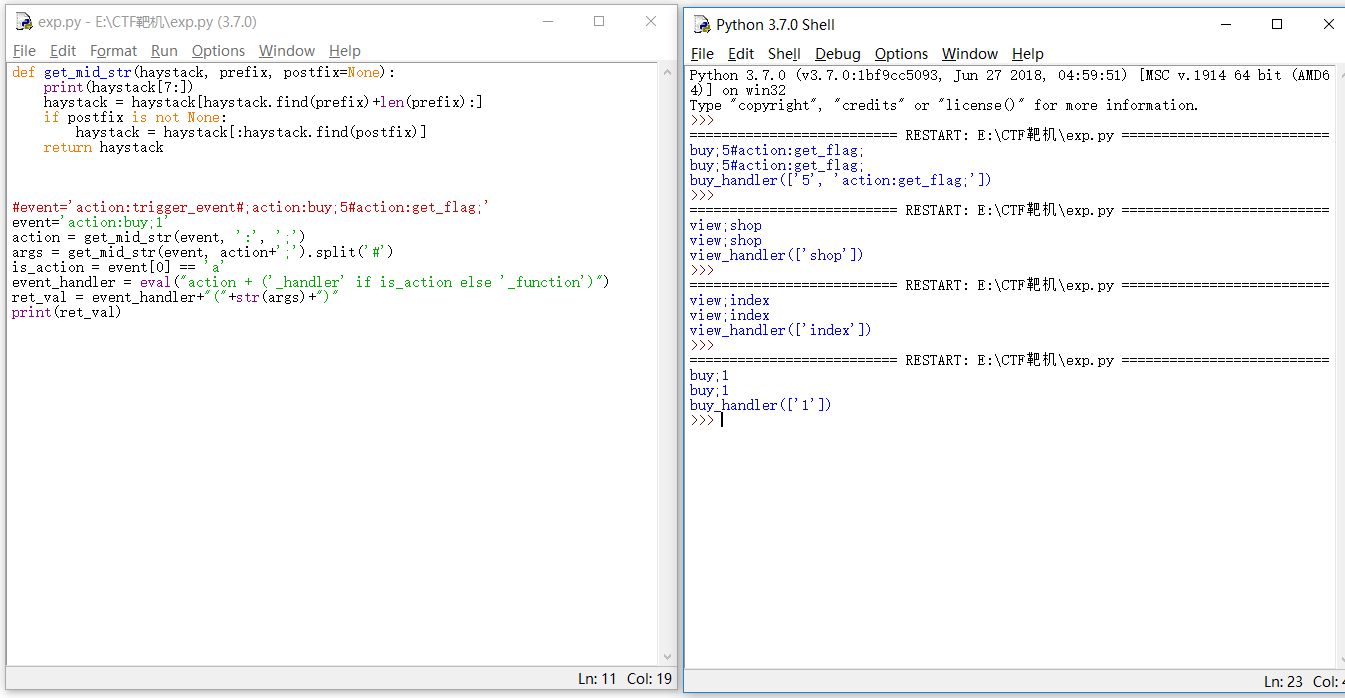 exp.py - E:\CTF靶机\exp.py (3.7.0)
File Edit Format Run Options Window Help
def get_mid_str(haystack, prefix, postfix=None):
    print(haystack[7:])
    haystack = haystack[haystack.find(prefix)+len(prefix):]
    if postfix is not None:
        haystack = haystack[:haystack.find(postfix)]
    return haystack
#event='action:trigger_event#;action:buy;5#action:get_flag;'
event='action:buy;1'
action = get_mid_str(event, ':', ';')
args = get_mid_str(event, action+';').split('#')
is_action = event[0] == 'a'
event_handler = eval("action + ('_handler' if is_action else '_function')")
ret_val = event_handler+"("+str(args)+")"
print(ret_val)
Ln: 11 Col: 19
Python 3.7.0 Shell
File Edit Shell Debug Options Window Help
Python 3.7.0 (v3.7.0:1bf9cc5093, Jun 27 2018, 04:59:51) [MSC v.1914 64 bit (AMD6
4)] on win32
Type "copyright", "credits" or "license()" for more information.
>>>
========================== RESTART: E:\CTF靶机\exp.py ==========================
buy;5#action:get_flag;
buy;5#action:get_flag;
buy_handler(['5', 'action:get_flag;'])
>>>
========================== RESTART: E:\CTF靶机\exp.py ==========================
view;shop
view;shop
view_handler(['shop'])
>>>
========================== RESTART: E:\CTF靶机\exp.py ==========================
view;index
view;index
view_handler(['index'])
>>>
========================== RESTART: E:\CTF靶机\exp.py ==========================
buy;1
buy;1
buy_handler(['1'])
>>>
Ln: 23 Col: 4